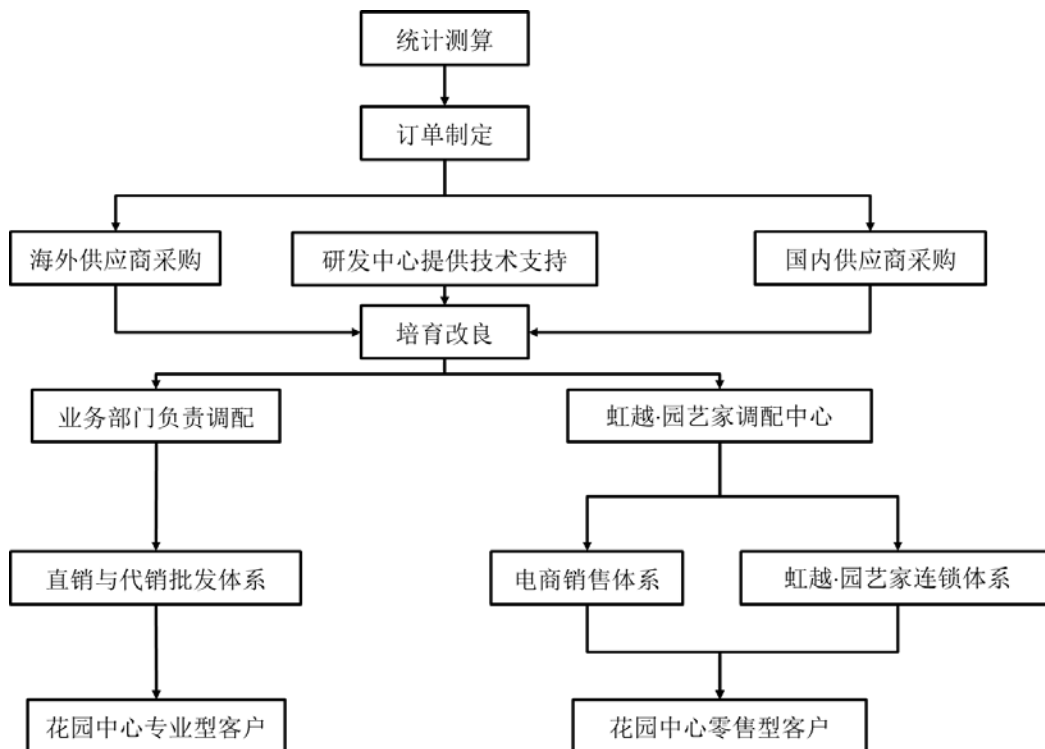 统计测算
订单制定
海外供应商采购
研发中心提供技术支持
国内供应商采购
培育改良
业务部门负责调配
虹越·园艺家调配中心
直销与代销批发体系
电商销售体系
虹越·园艺家连锁体系
花园中心专业型客户
花园中心零售型客户